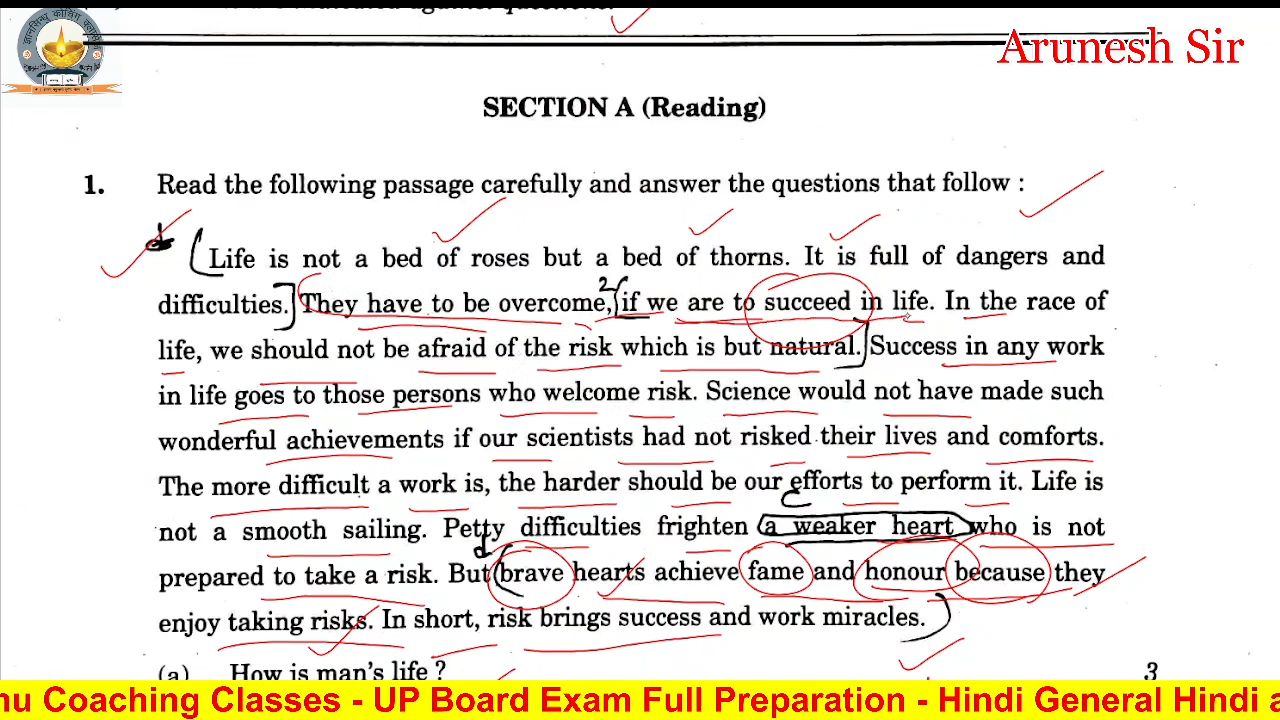 Arunesh Sir
SECTION A (Reading)
1. Read the following passage carefully and answer the questions that follow :
Life is not a bed of roses but a bed of thorns. It is full of dangers and
difficulties. They have to be overcome, if we are to succeed in life. In the race of
life, we should not be afraid of the risk which is but natural. Success in any work
in life goes to those persons who welcome risk. Science would not have made such
wonderful achievements if our scientists had not risked their lives and comforts.
The more difficult a work is, the harder should be our efforts to perform it. Life is
not a smooth sailing. Petty difficulties frighten a weaker heart who is not
prepared to take a risk. But brave hearts achieve fame and honour because they
enjoy taking risks. In short, risk brings success and work miracles.
(a) How is man's life ? 3
nu Coaching Classes - UP Board Exam Full Preparation - Hindi General Hindi a